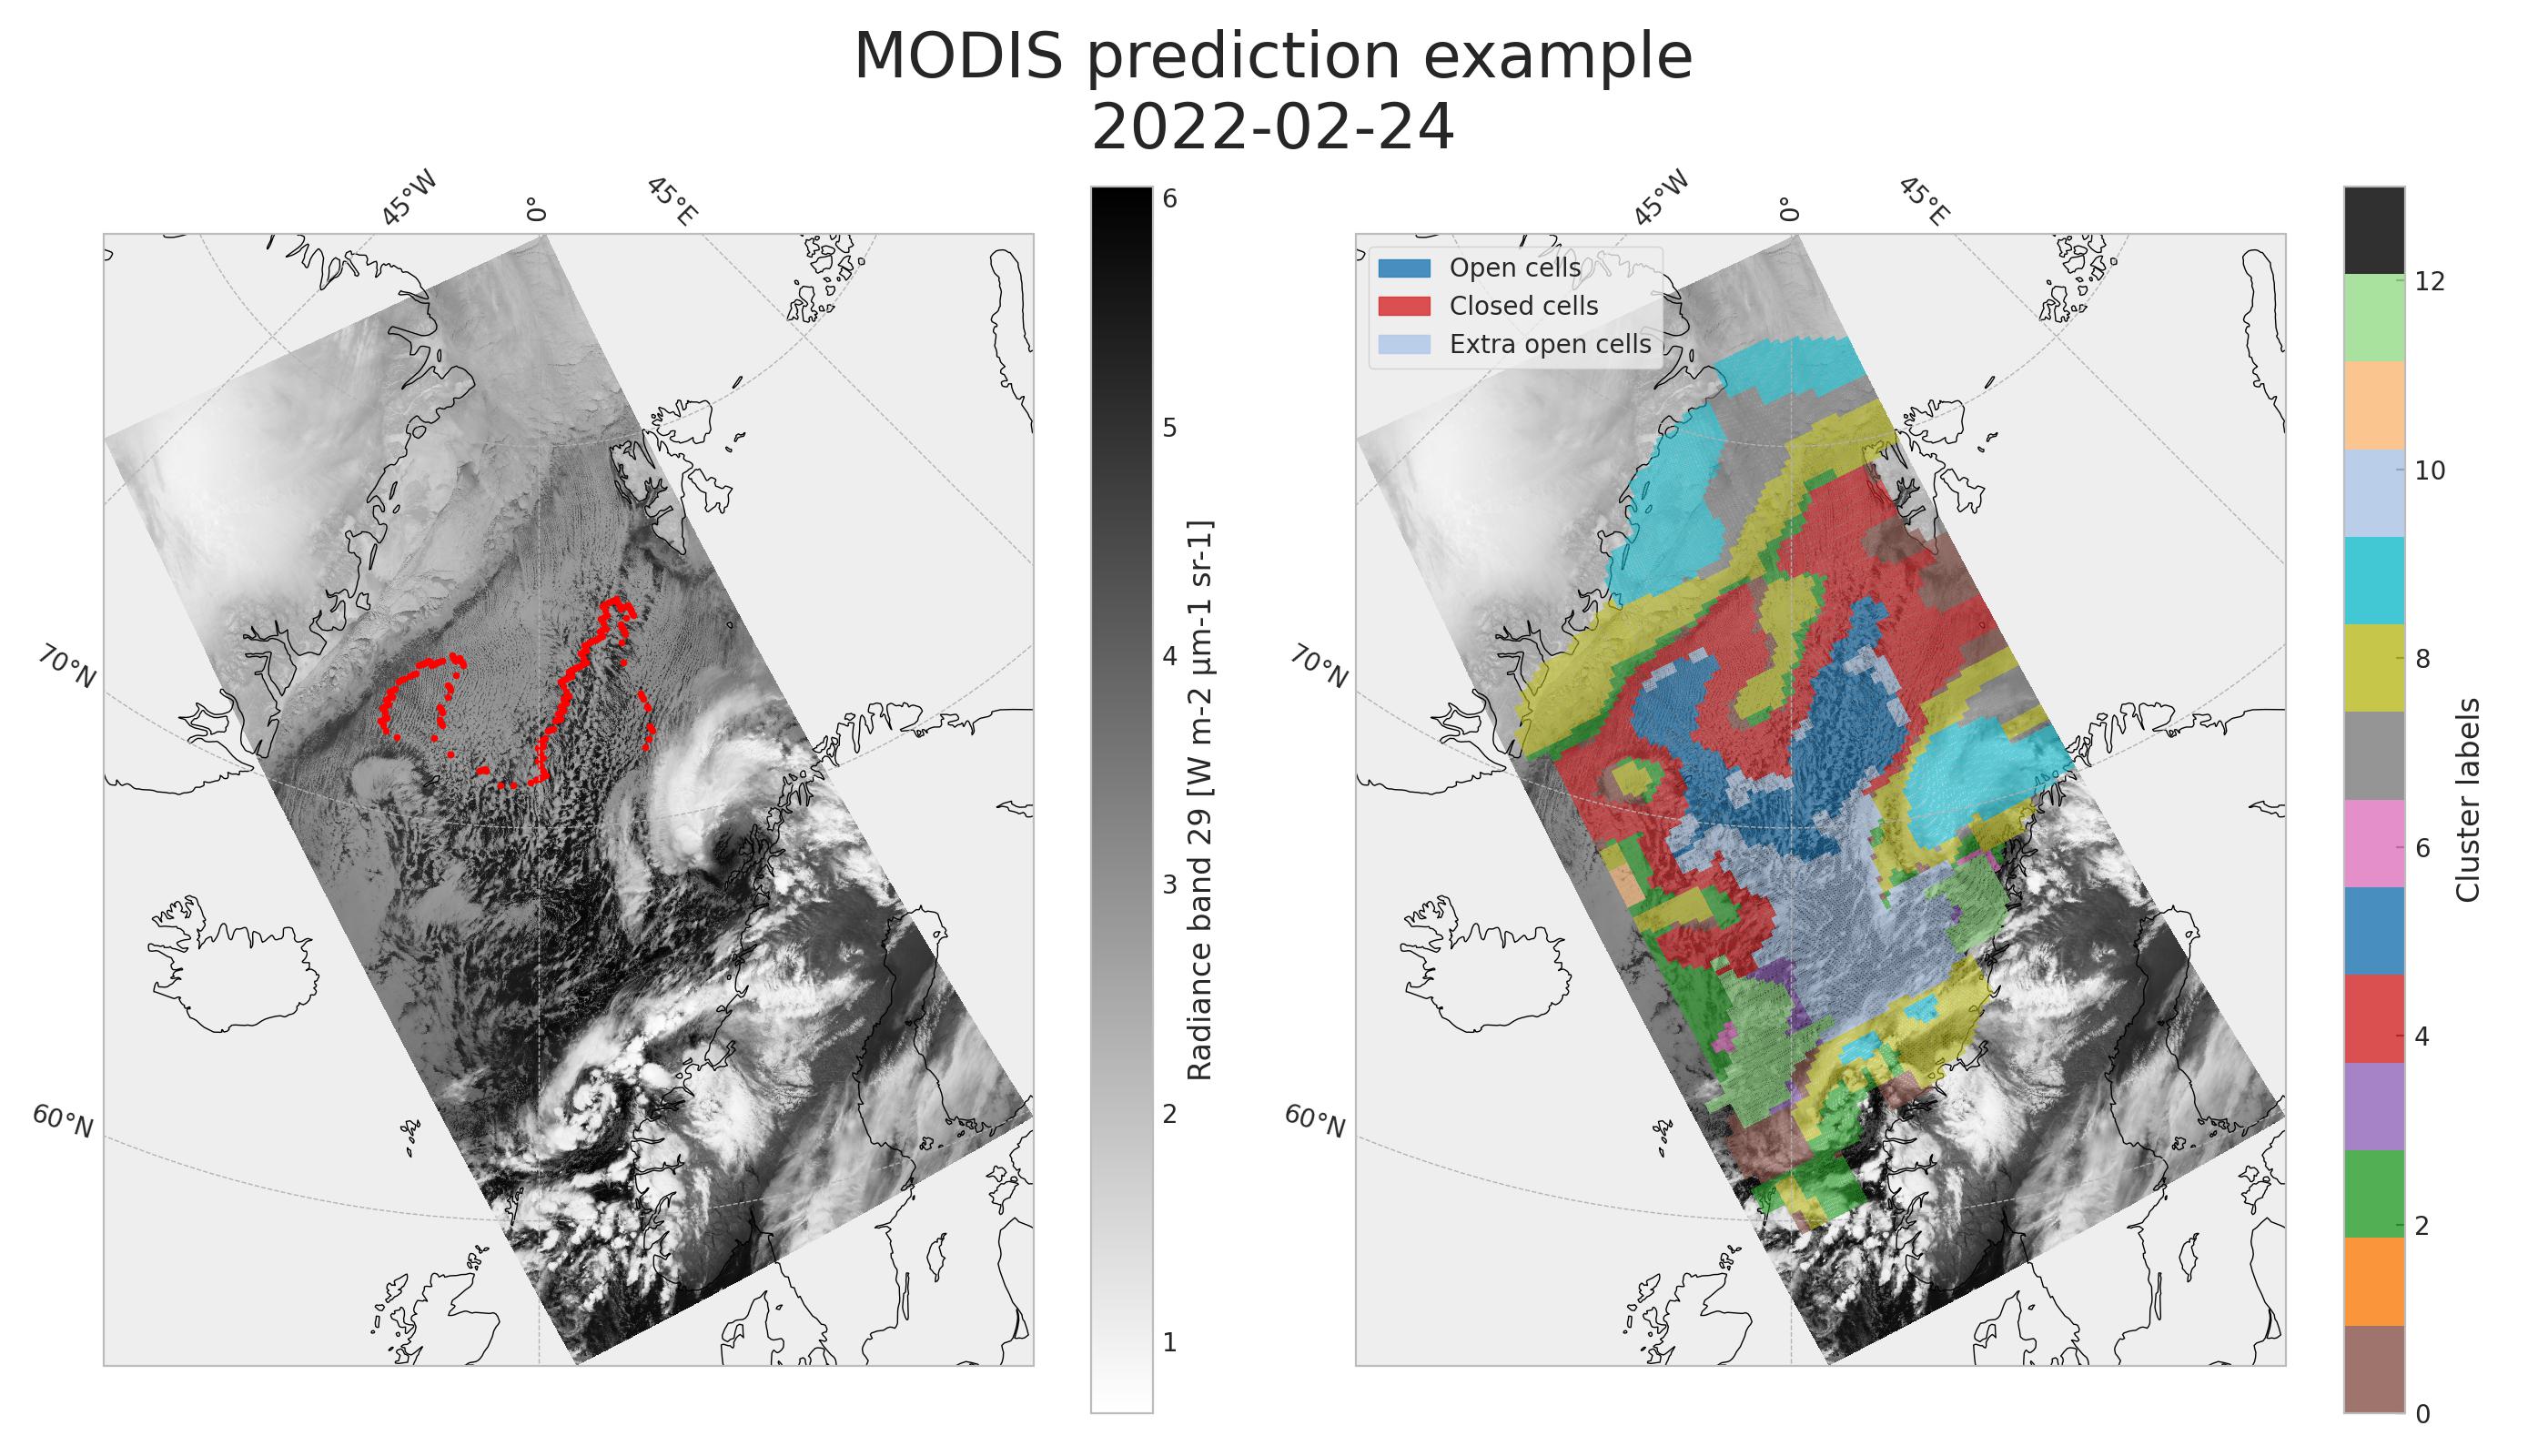 MODIS prediction example
2022-02-24
45°W
0°
45°E
70°N
60°N
6
5
4
3
2
1
Radiance band 29 [W m-2 µm-1 sr-1]
45°W
0°
45°E
70°N
60°N
Open cells
Closed cells
Extra open cells
12
10
8
6
4
2
0
Cluster labels